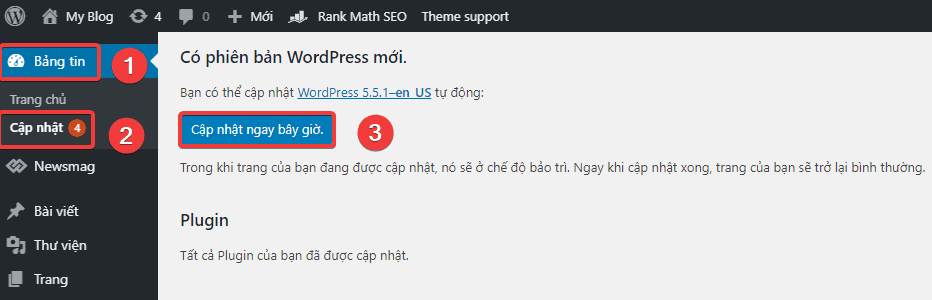 My Blog 4 0 + Mới Rank Math SEO Theme support
Bảng tin 1
Trang chủ
Cập nhật 4 2
Newsmag
Bài viết
Thư viện
Trang
Có phiên bản WordPress mới.
Bạn có thể cập nhật WordPress 5.5.1–en_US tự động:
Cập nhật ngay bây giờ. 3
Trong khi trang của bạn đang được cập nhật, nó sẽ ở chế độ bảo trì. Ngay khi cập nhật xong, trang của bạn sẽ trở lại bình thường.
Plugin
Tất cả Plugin của bạn đã được cập nhật.